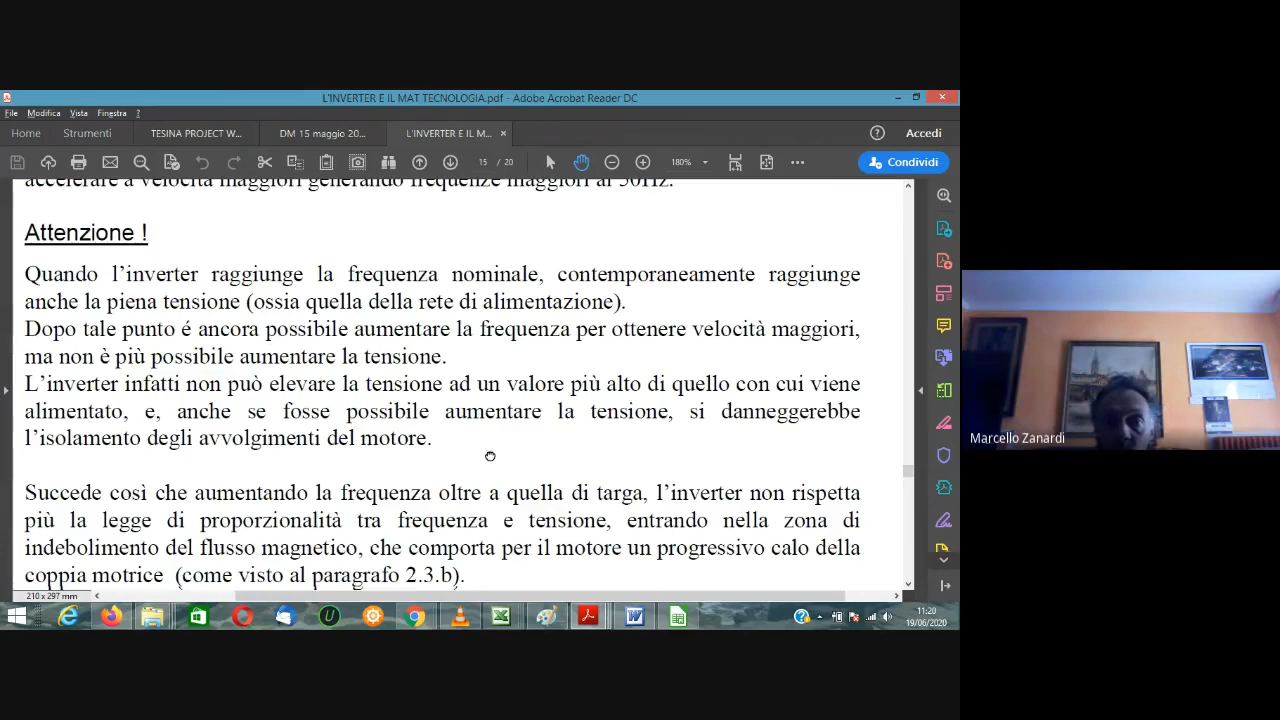 L'INVERTER E IL MAT TECNOLOGIA.pdf - Adobe Acrobat Reader DC
File Modifica Vista Finestra ?
Home Strumenti TESINA PROJECT W... DM 15 maggio 20... L'INVERTER E IL M... × Accedi
15 / 20 180% Condividi
accelerare a velocità maggiori generando frequenze maggiori ai 50Hz.
Attenzione !
Quando l’inverter raggiunge la frequenza nominale, contemporaneamente raggiunge
anche la piena tensione (ossia quella della rete di alimentazione).
Dopo tale punto é ancora possibile aumentare la frequenza per ottenere velocità maggiori,
ma non è più possibile aumentare la tensione.
L’inverter infatti non può elevare la tensione ad un valore più alto di quello con cui viene
alimentato, e, anche se fosse possibile aumentare la tensione, si danneggerebbe
l’isolamento degli avvolgimenti del motore.
Marcello Zanardi
Succede così che aumentando la frequenza oltre a quella di targa, l’inverter non rispetta
più la legge di proporzionalità tra frequenza e tensione, entrando nella zona di
indebolimento del flusso magnetico, che comporta per il motore un progressivo calo della
coppia motrice (come visto al paragrafo 2.3.b).
210 x 297 mm
11:20
19/06/2020